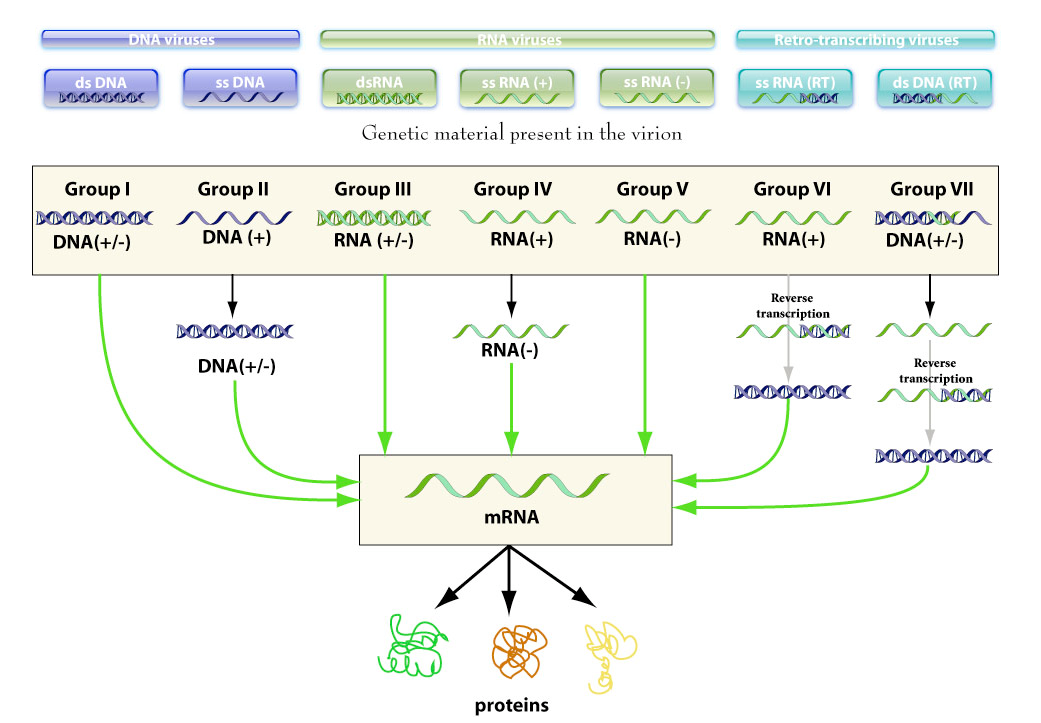 DNA viruses
RNA viruses
Retro-transcribing viruses
ds DNA
ss DNA
dsRNA
ss RNA (+)
ss RNA (-)
ss RNA (RT)
ds DNA (RT)
Genetic material present in the virion
Group I
Group II
Group III
Group IV
Group V
Group VI
Group VII
DNA(+/-)
DNA (+)
RNA (+/-)
RNA(+)
RNA(-)
RNA(+)
DNA(+/-)
Reverse
transcription
DNA(+/-)
RNA(-)
Reverse
transcription
mRNA
proteins